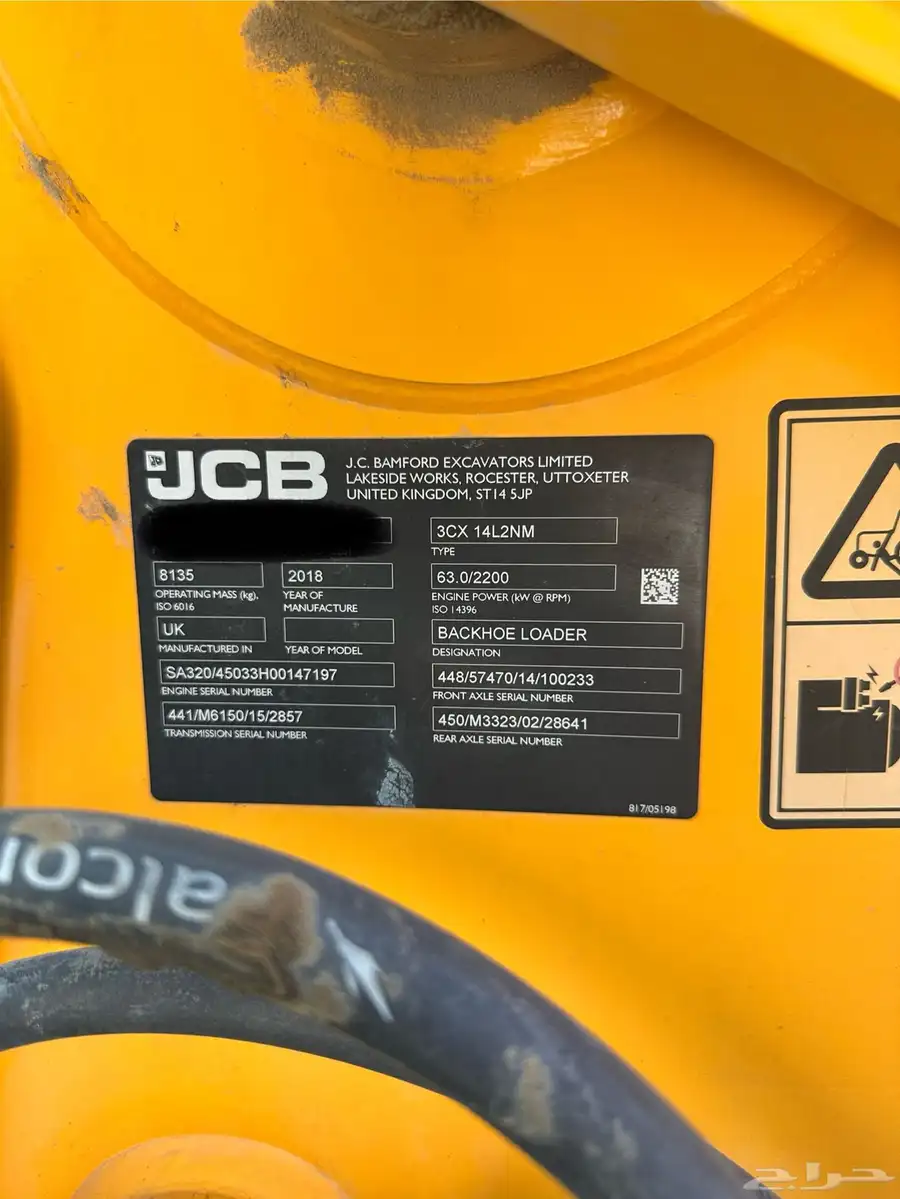 JCB
J.C. BAMFORD EXCAVATORS LIMITED
LAKESIDE WORKS, ROCESTER, UTTOXETER
UNITED KINGDOM, ST14 5JP
3CX 14L2NM
TYPE
8135
OPERATING MASS (kg),
ISO 6016
2018
YEAR OF
MANUFACTURE
63.0/2200
ENGINE POWER (kW @ RPM)
ISO 14396
UK
MANUFACTURED IN
YEAR OF MODEL
BACKHOE LOADER
DESIGNATION
SA320/45033H00147197
ENGINE SERIAL NUMBER
448/57470/14/100233
FRONT AXLE SERIAL NUMBER
441/M6150/15/2857
TRANSMISSION SERIAL NUMBER
450/M3323/02/28641
REAR AXLE SERIAL NUMBER
817/05198
alcon
حراج